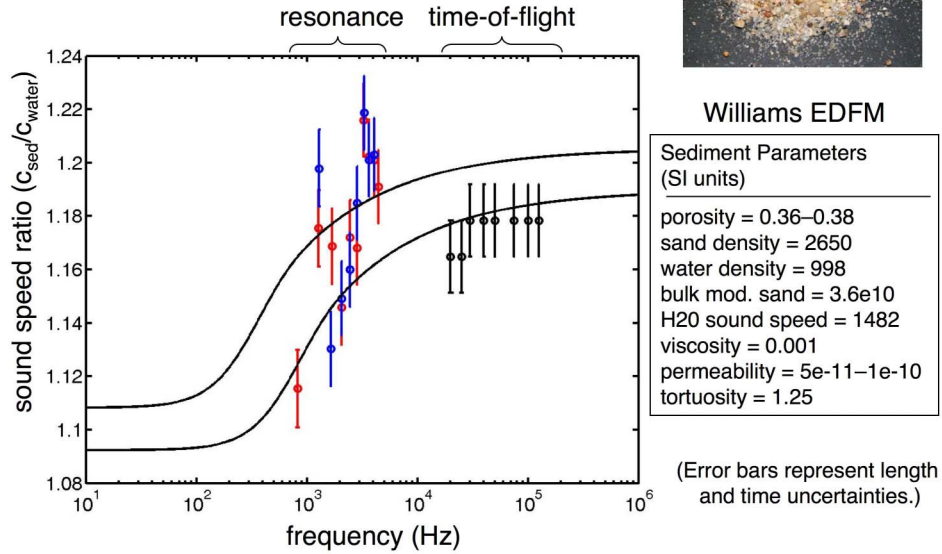 resonance time-of-flight
1.24
1.22
1.2
1.18
1.16
1.14
1.12
1.1
1.08
10^1 10^2 10^3 10^4 10^5 10^6
sound speed ratio (c_sed/c_water)
frequency (Hz)
Williams EDFM
Sediment Parameters
(SI units)
porosity = 0.36–0.38
sand density = 2650
water density = 998
bulk mod. sand = 3.6e10
H20 sound speed = 1482
viscosity = 0.001
permeability = 5e-11–1e-10
tortuosity = 1.25
(Error bars represent length
and time uncertainties.)